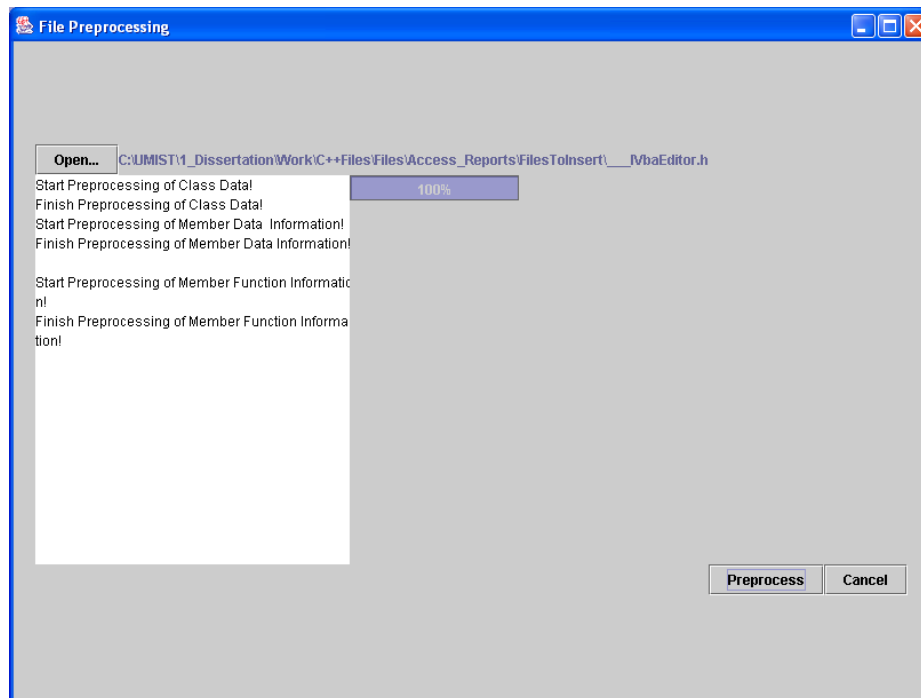 File Preprocessing
Open...
C:\UMIST\1_Dissertation\Work\C++Files\Files\Access_Reports\FilesToInsert\___IVbaEditor.h
Start Preprocessing of Class Data!
100%
Finish Preprocessing of Class Data!
Start Preprocessing of Member Data  Information!
Finish Preprocessing of Member Data Information!
Start Preprocessing of Member Function Informatio
n!
Finish Preprocessing of Member Function Informa
tion!
Preprocess
Cancel